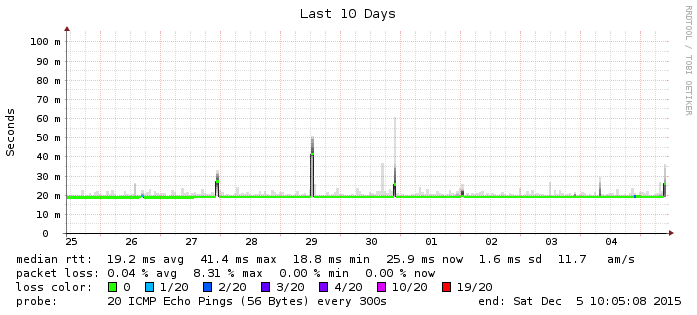 Last 10 Days
RRDTOOL / TOBI OETIKER
Seconds
100 m
90 m
80 m
70 m
60 m
50 m
40 m
30 m
20 m
10 m
0
25 26 27 28 29 30 01 02 03 04
median rtt: 19.2 ms avg 41.4 ms max 18.8 ms min 25.9 ms now 1.6 ms sd 11.7 am/s
packet loss: 0.04 % avg 8.31 % max 0.00 % min 0.00 % now
loss color: 0 1/20 2/20 3/20 4/20 10/20 19/20
probe: 20 ICMP Echo Pings (56 Bytes) every 300s end: Sat Dec 5 10:05:08 2015